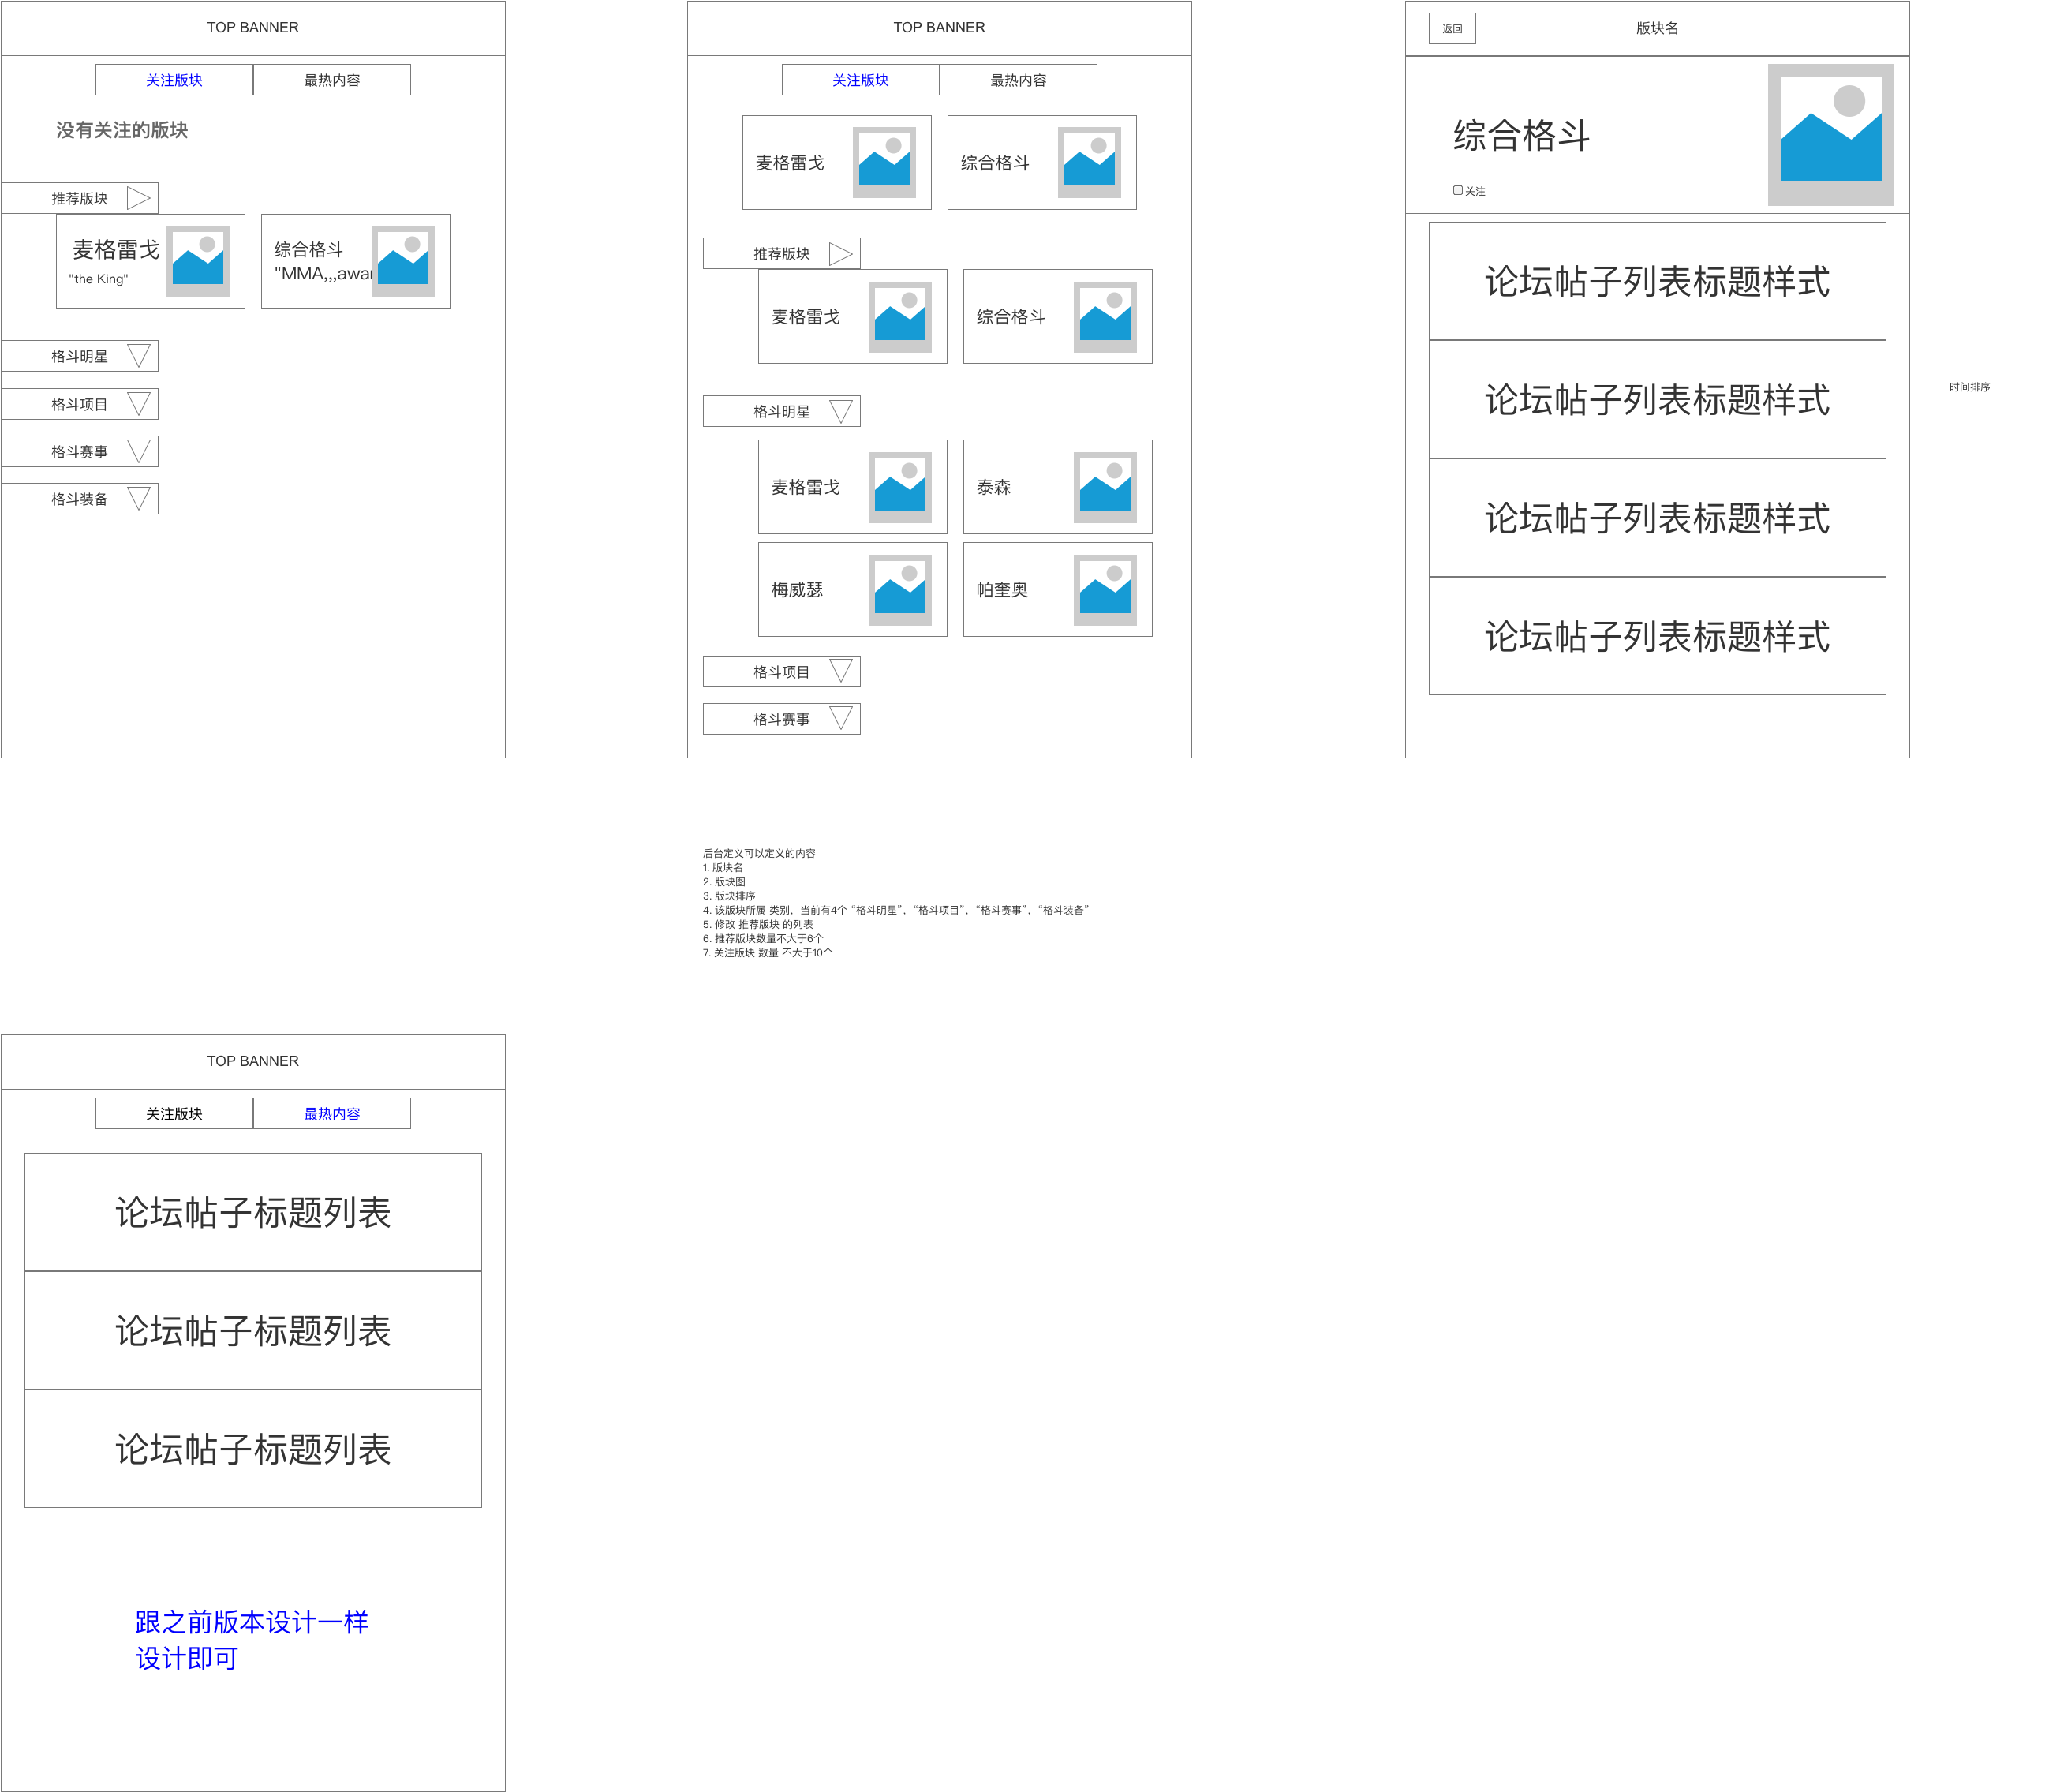 TOP BANNER
关注版块
最热内容
没有关注的版块
推荐版块
麦格雷戈
"the King"
综合格斗
"MMA,,,awar
格斗明星
格斗项目
格斗赛事
格斗装备
TOP BANNER
关注版块
最热内容
麦格雷戈
综合格斗
推荐版块
麦格雷戈
综合格斗
格斗明星
麦格雷戈
泰森
梅威瑟
帕奎奥
格斗项目
格斗赛事
返回
版块名
综合格斗
关注
论坛帖子列表标题样式
论坛帖子列表标题样式
论坛帖子列表标题样式
论坛帖子列表标题样式
时间排序
后台定义可以定义的内容
1. 版块名
2. 版块图
3. 版块排序
4. 该版块所属 类别，当前有4个 “格斗明星”，“格斗项目”，“格斗赛事”，“格斗装备”
5. 修改 推荐版块 的列表
6. 推荐版块数量不大于6个
7. 关注版块 数量 不大于10个
TOP BANNER
关注版块
最热内容
论坛帖子标题列表
论坛帖子标题列表
论坛帖子标题列表
跟之前版本设计一样
设计即可